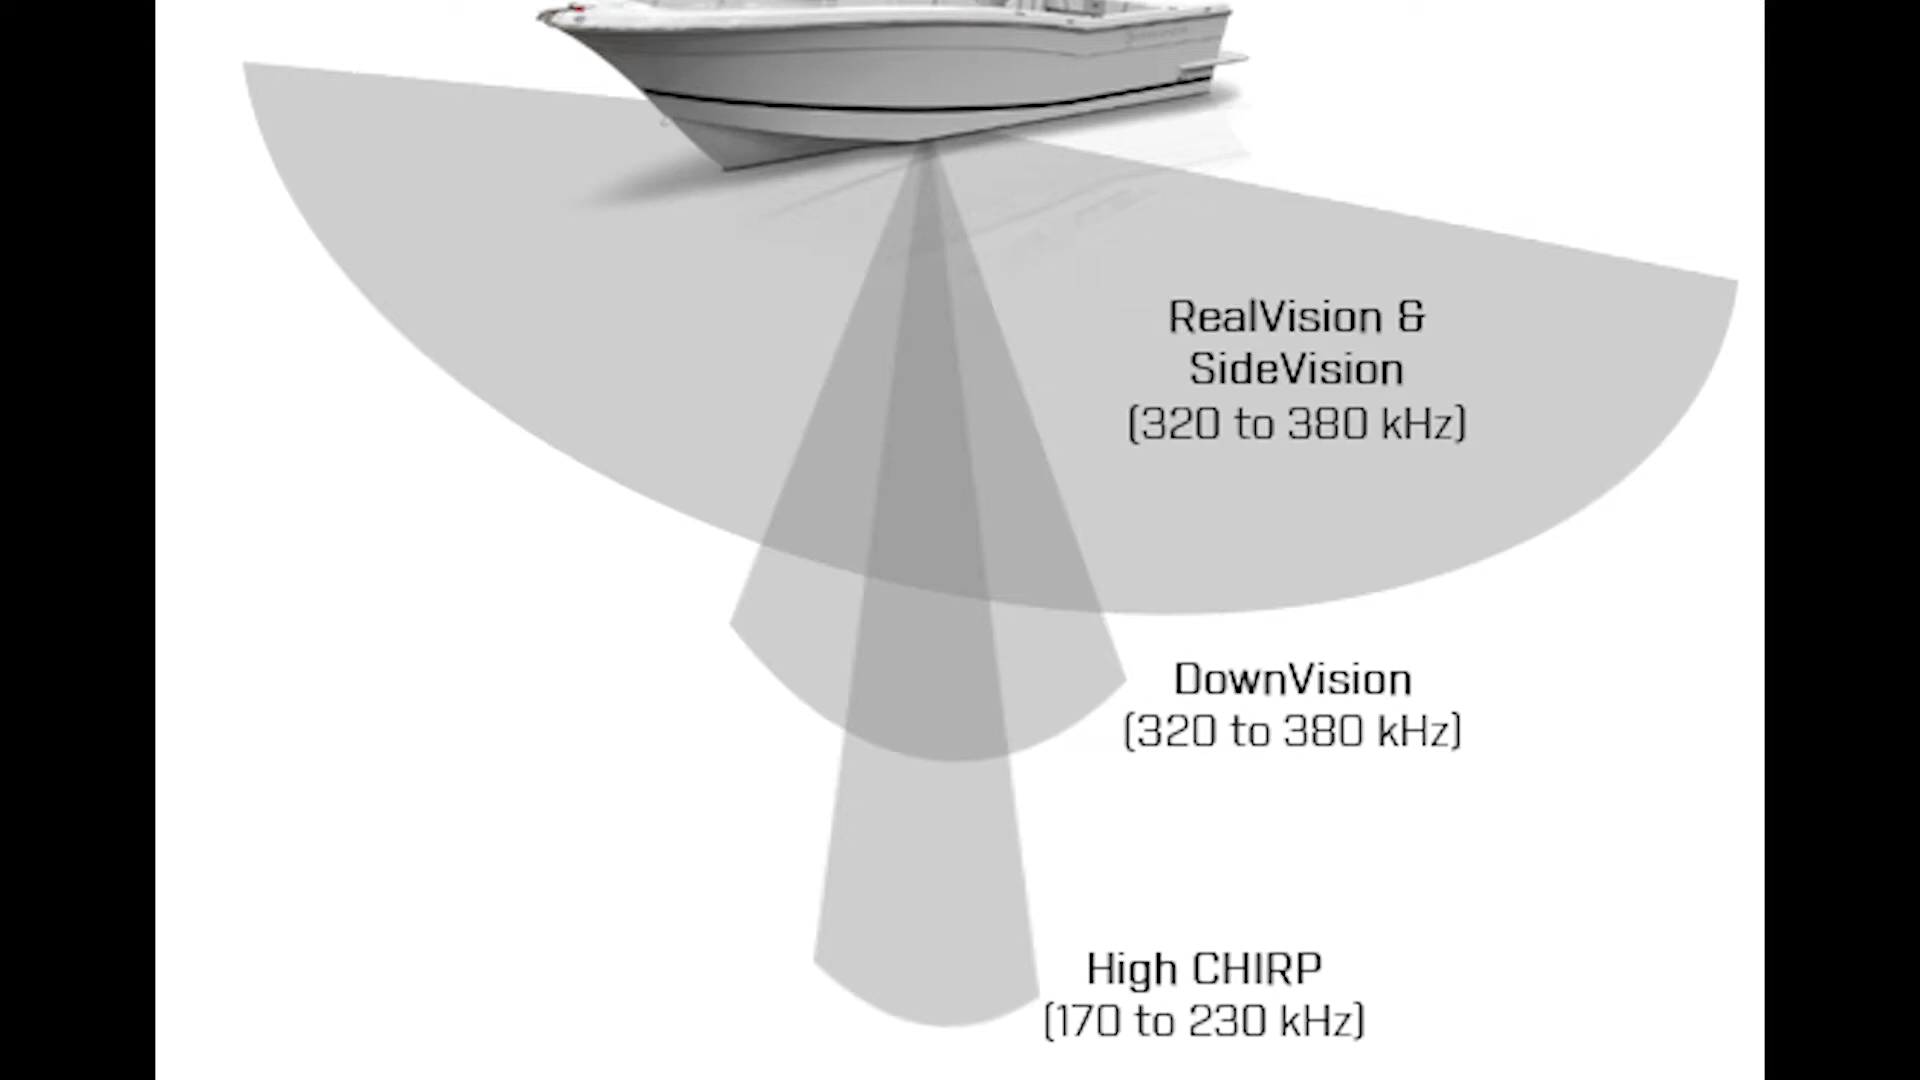 RealVision &
SideVision
(320 to 380 kHz)
DownVision
(320 to 380 kHz)
High CHIRP
(170 to 230 kHz)